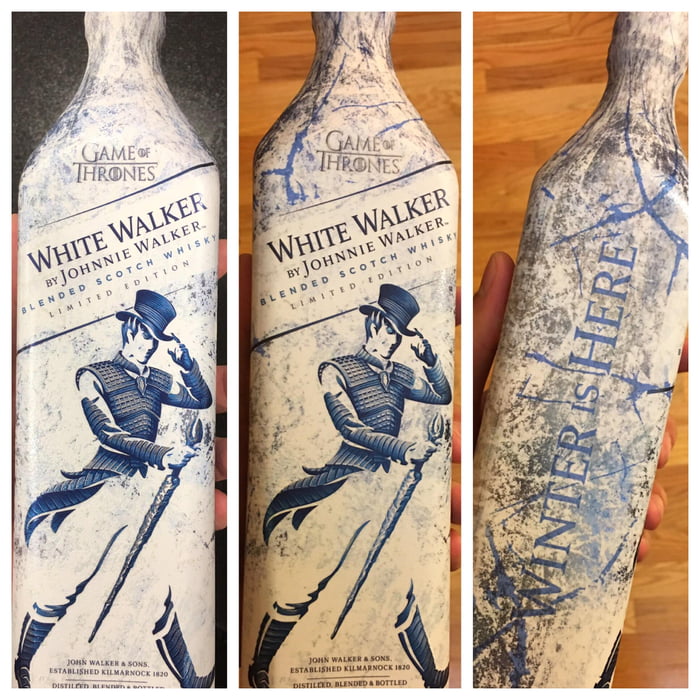 GAME OF
THRONES
WHITE WALKER
BY JOHNNIE WALKER
BLENDED SCOTCH WHISKY
LIMITED EDITION
JOHN WALKER & SONS,
ESTABLISHED KILMARNOCK 1820
DISTILLED, BLENDED & BOTTLED
GAME OF
THRONES
WHITE WALKER
BY JOHNNIE WALKER
BLENDED SCOTCH WHISKY
LIMITED EDITION
JOHN WALKER & SONS,
ESTABLISHED KILMARNOCK 1820
DISTILLED, BLENDED & BOTTLED
WINTER IS HERE